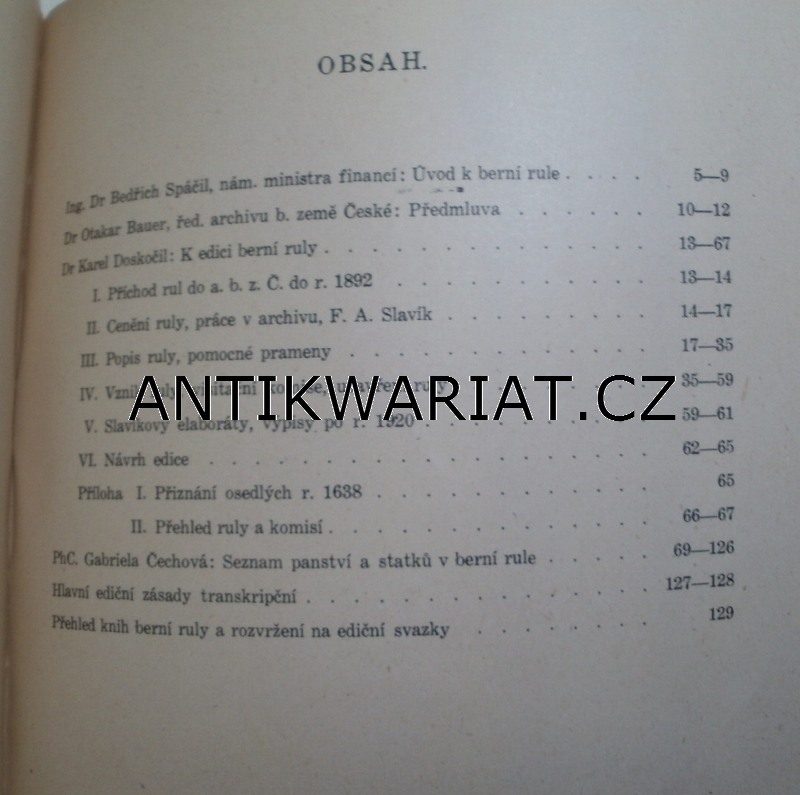 OBSAH.
Ing. Dr Bedřich Spáčil, nám. ministra financí: Úvod k berní rule . . . . 5—9
Dr Otakar Bauer, řed. archivu b. země České: Předmluva . . . . . . 10—12
Dr Karel Doskočil: K edici berní ruly . . . . . . . . . . . . . 13—67
I. Příchod rul do a. b. z. Č. do r. 1892 . . . . . . . . . . 13—14
II. Cenění ruly, práce v archivu, F. A. Slavík . . . . . . . . . 14—17
III. Popis ruly, pomocné prameny . . . . . . . . . . . . 17—35
IV. 35—59
ANTIKWARIAT.CZ
V. Slavíkovy elaboráty, výpisy po r. 1920 . . . . . . . . . 59—61
VI. Návrh edice . . . . . . . . . . . . . . . . . . 62—65
Příloha I. Přiznání osedlých r. 1638 . . . . . . . . . . . 65
II. Přehled ruly a komisí . . . . . . . . . . . . . 66—67
PhC. Gabriela Čechová: Seznam panství a statků v berní rule . . . . . 69—126
Hlavní ediční zásady transkripční . . . . . . . . . . . . . . 127—128
Přehled knih berní ruly a rozvržení na ediční svazky . . . . . . . 129